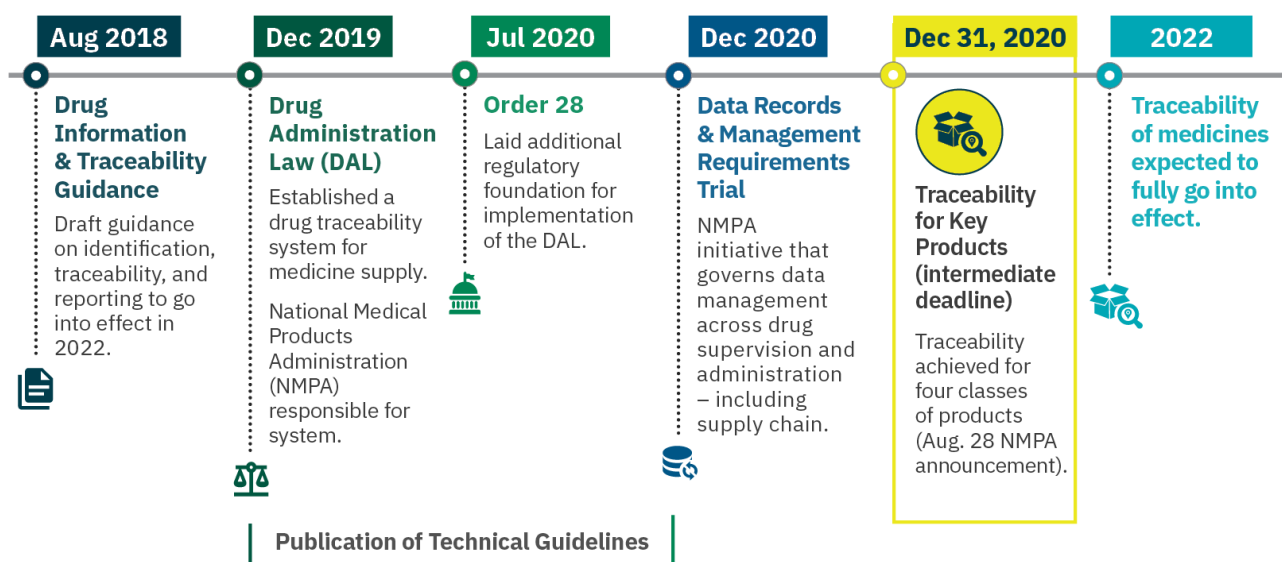 Aug 2018
Drug
Information
& Traceability
Guidance
Draft guidance
on identification,
traceability, and
reporting to go
into effect in
2022.
Dec 2019
Drug
Administration
Law (DAL)
Established a
drug traceability
system for
medicine supply.
National Medical
Products
Administration
(NMPA)
responsible for
system.
Jul 2020
Order 28
Laid additional
regulatory
foundation for
implementation
of the DAL.
Dec 2020
Data Records
& Management
Requirements
Trial
NMPA
initiative that
governs data
management
across drug
supervision and
administration
– including
supply chain.
Dec 31, 2020
Traceability
for Key
Products
(intermediate
deadline)
Traceability
achieved for
four classes
of products
(Aug. 28 NMPA
announcement).
2022
Traceability
of medicines
expected to
fully go into
effect.
Publication of Technical Guidelines